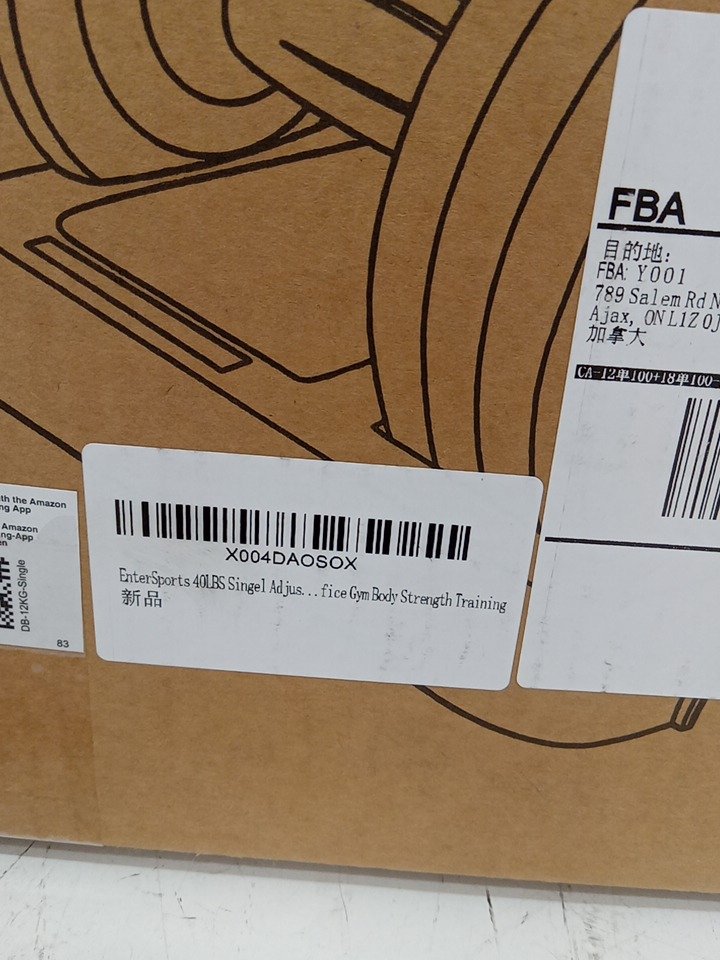 FBA
目的地:
FBA: Y001
789 Salem Rd N
Ajax, ON L1Z 0J
加拿大
CA-12单100+18单100-
th the Amazon
ng App
Amazon
ng-App
en
DB-12KG-Single
83
X004DAOSOX
EnterSports 40LBS Singel Adjus...fice Gym Body Strength Training
新品